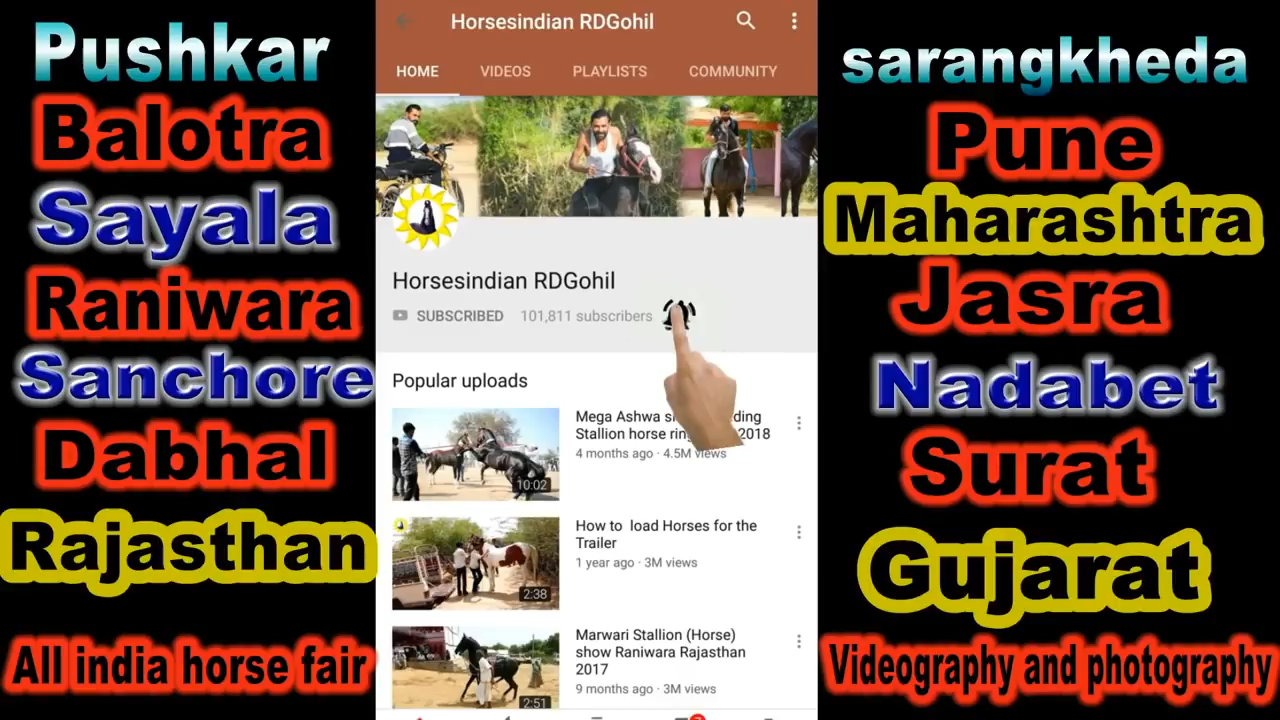 Pushkar
Balotra
Sayala
Raniwara
Sanchore
Dabhal
Rajasthan
All india horse fair
Horsesindian RDGohil
HOME VIDEOS PLAYLISTS COMMUNITY
Horsesindian RDGohil
SUBSCRIBED 101,811 subscribers
Popular uploads
Mega Ashwa
Stallion horse 2018
4 months ago · 4.5M views
10:02
How to load Horses for the
Trailer
1 year ago · 3M views
2:38
Marwari Stallion (Horse)
show Raniwara Rajasthan
2017
9 months ago · 3M views
2:51
sarangkheda
Pune
Maharashtra
Jasra
Nadabet
Surat
Gujarat
Videography and photography